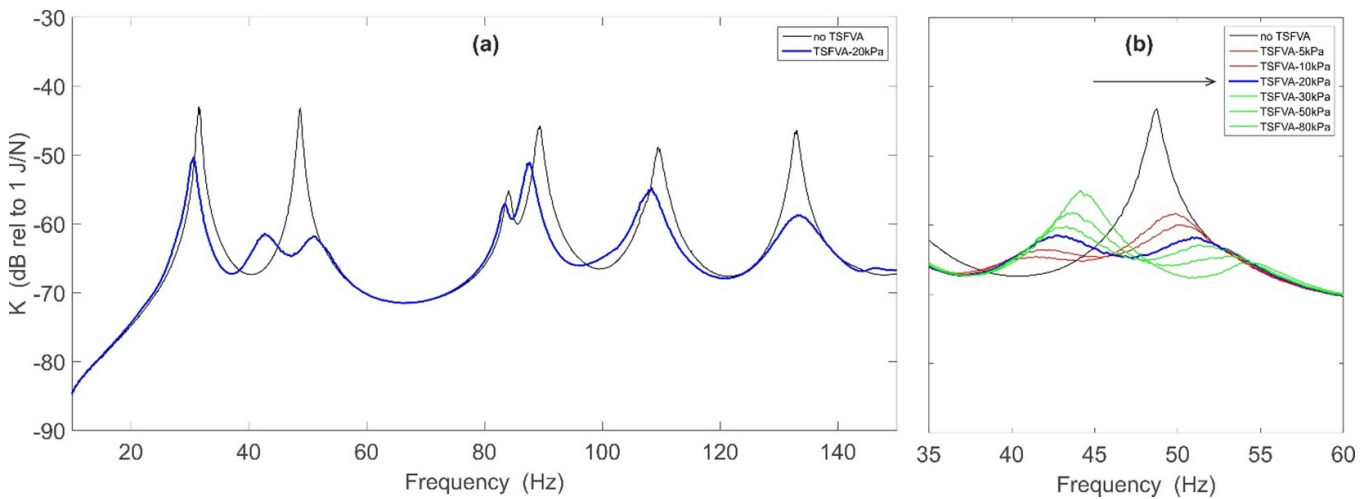 -30
-40
-50
-60
-70
-80
-90
K (dB rel to 1 J/N)
20 40 60 80 100 120 140
Frequency (Hz)
(a)
no TSFVA
TSFVA-20kPa
(b)
no TSFVA
TSFVA-5kPa
TSFVA-10kPa
TSFVA-20kPa
TSFVA-30kPa
TSFVA-50kPa
TSFVA-80kPa
35 40 45 50 55 60
Frequency (Hz)